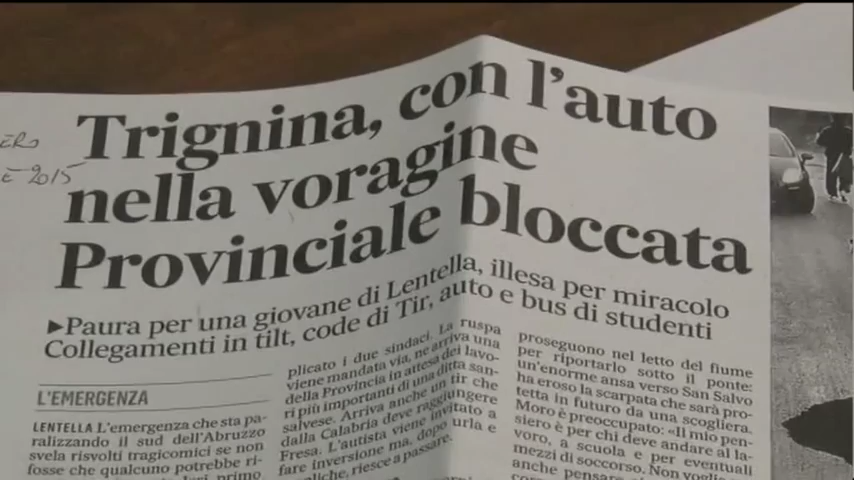 2015
Trignina, con l'auto
nella voragine
Provinciale bloccata
▶Paura per una giovane di Lentella, illesa per miracolo
Collegamenti in tilt, code di Tir, auto e bus di studenti
L'EMERGENZA
LENTELLA L'emergenza che sta pa-
ralizzando il sud dell'Abruzzo
svela risvolti tragicomici se non
fosse che qualcuno potrebbe ri-
primo
plicato i due sindaci. La ruspa
viene mandata via, ne arriva una
della Provincia in attesa dei lavo-
ri più importanti di una ditta san-
salvese. Arriva anche un tir che
dalla Calabria deve raggiungere
Fresa. L'autista viene invitato a
fare inversione ma, dopo urla e
riesce a passare.
proseguono nel letto del fiume
per riportarlo sotto il ponte:
un'enorme ansa verso San Salvo
ha eroso la scarpata che sarà pro-
tetta in futuro da una scogliera.
Moro è preoccupato: «Il mio pen-
siero è per chi deve andare al la-
voro, a scuola e per eventuali
mezzi di soccorso. Non voglio
anche pensare